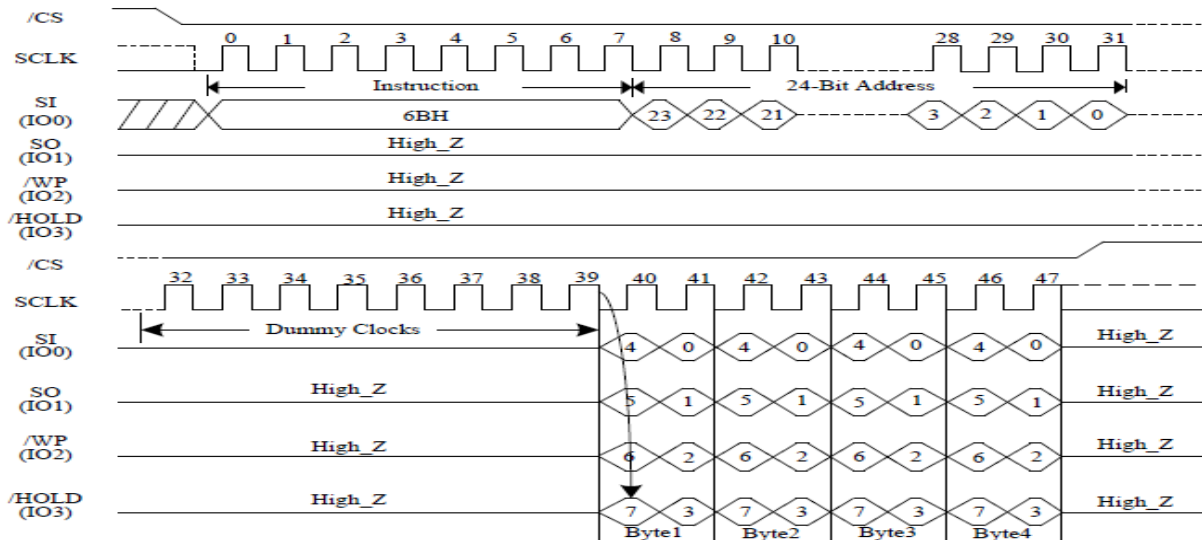 /CS
0 1 2 3 4 5 6 7 8 9 10 28 29 30 31
SCLK
Instruction 24-Bit Address
SI
(IO0) 6BH 23 22 21 3 2 1 0
SO
(IO1) High_Z
/WP
(IO2) High_Z
/HOLD
(IO3) High_Z
/CS
32 33 34 35 36 37 38 39 40 41 42 43 44 45 46 47
SCLK
Dummy Clocks
SI
(IO0) 4 0 4 0 4 0 4 0 High_Z
SO
(IO1) High_Z 5 1 5 1 5 1 5 1 High_Z
/WP
(IO2) High_Z 6 2 6 2 6 2 6 2 High_Z
/HOLD
(IO3) High_Z 7 3 7 3 7 3 7 3 High_Z
Byte1 Byte2 Byte3 Byte4